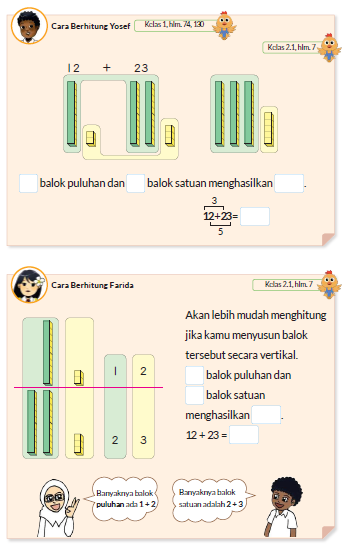 Cara Berhitung Yosef
Kelas 1, hlm. 74, 130
Kelas 2.1, hlm. 7
12 + 23
balok puluhan dan balok satuan menghasilkan .
3
12+23=
5
Cara Berhitung Farida
Kelas 2.1, hlm. 7
Akan lebih mudah menghitung
jika kamu menyusun balok
tersebut secara vertikal.
balok puluhan dan
balok satuan
menghasilkan .
12 + 23 =
1 2
2 3
Banyaknya balok
puluhan ada 1 + 2
Banyaknya balok
satuan adalah 2 + 3